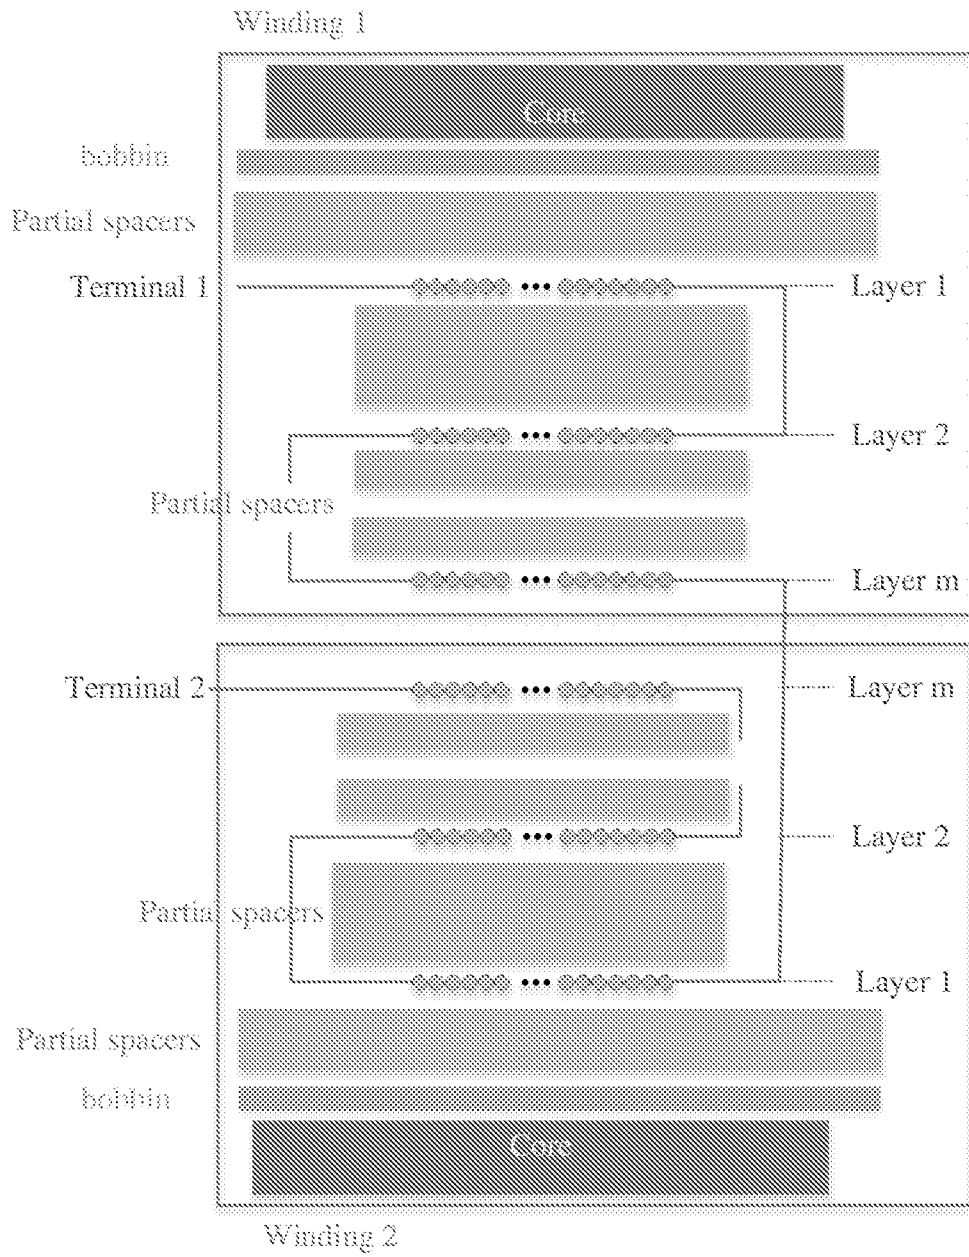 Winding 1
Core
bobbin
Partial spacers
Terminal 1
Layer 1
Layer 2
Partial spacers
Layer m
Terminal 2
Layer m
Layer 2
Partial spacers
Layer 1
Partial spacers
bobbin
Core
Winding 2